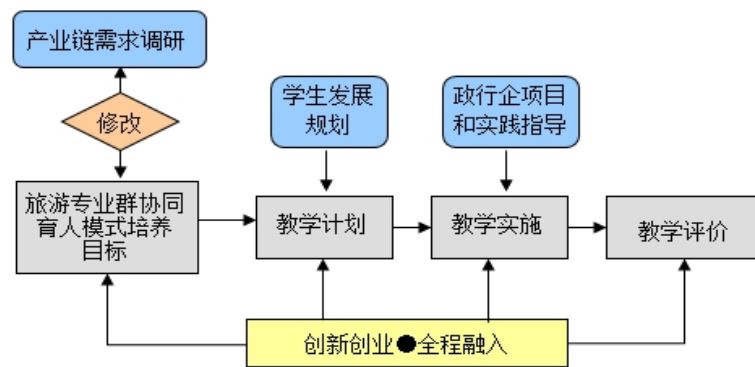 产业链需求调研
修改
学生发展
规划
政行企项目
和实践指导
旅游专业群协同
育人模式培养
目标
教学计划
教学实施
教学评价
创新创业●全程融入